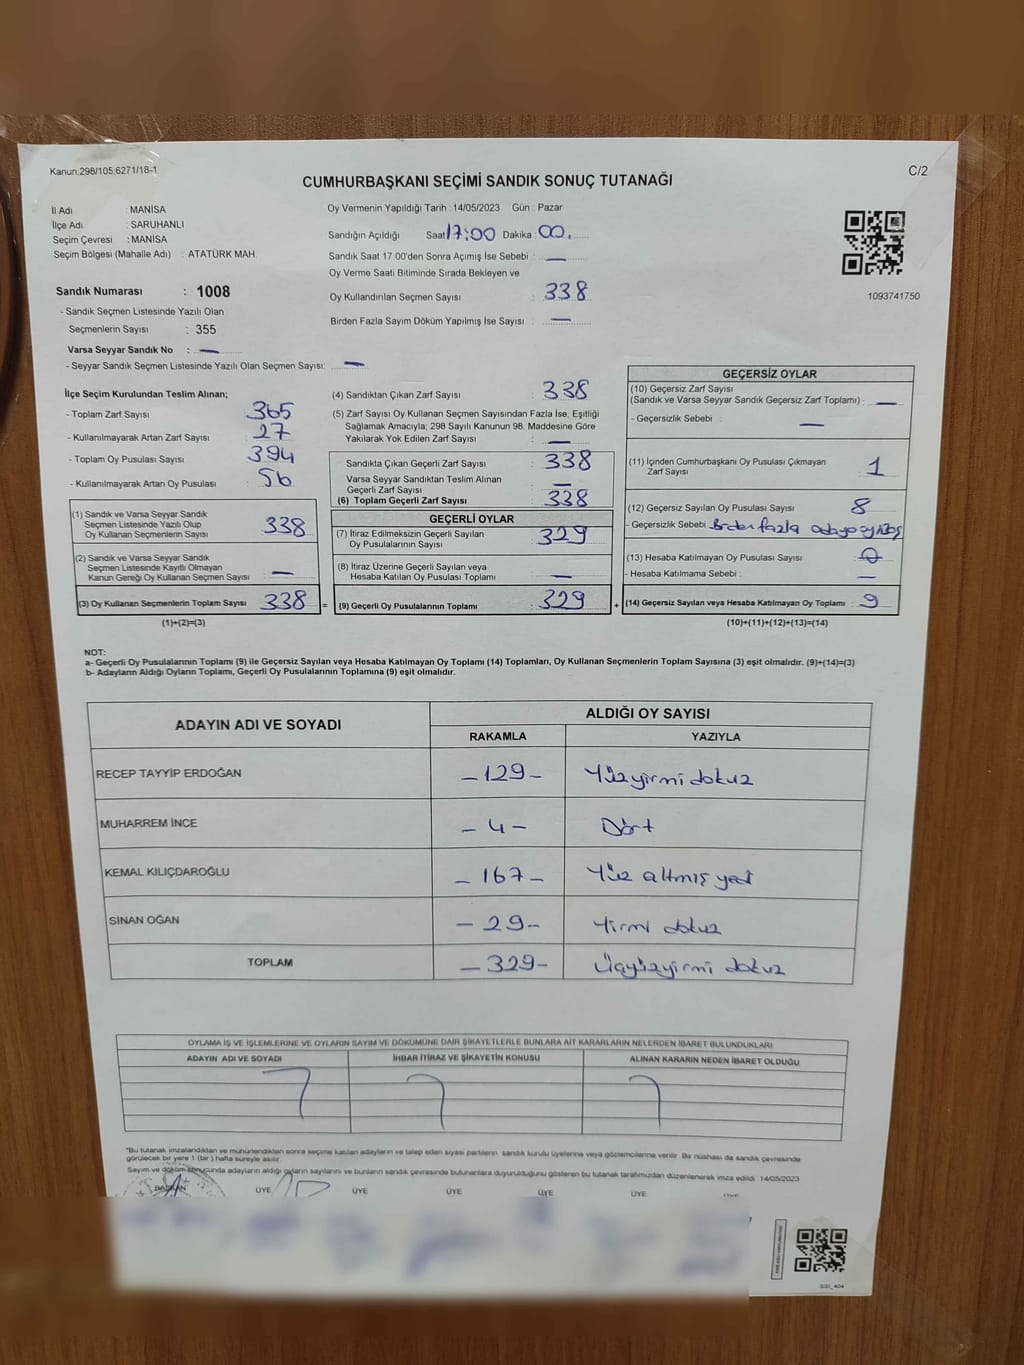 Kanun;298/105;6271/18-1
C/2
CUMHURBAŞKANI SEÇİMİ SANDIK SONUÇ TUTANAĞI
İl Adı : MANİSA
İlçe Adı : SARUHANLI
Seçim Çevresi : MANİSA
Seçim Bölgesi (Mahalle Adı) : ATATÜRK MAH.
Oy Vermenin Yapıldığı Tarih : 14/05/2023 Gün : Pazar
Sandığın Açıldığı Saat 17:00 Dakika : 00
Sandık Saat 17.00'den Sonra Açımış İse Sebebi : —
Oy Verme Saati Bitiminde Sırada Bekleyen ve
Oy Kullandırılan Seçmen Sayısı : 338
Birden Fazla Sayım Döküm Yapılmış İse Sayısı : —
1093741750
Sandık Numarası : 1008
- Sandık Seçmen Listesinde Yazılı Olan
Seçmenlerin Sayısı : 355
Varsa Seyyar Sandık No : —
- Seyyar Sandık Seçmen Listesinde Yazılı Olan Seçmen Sayısı: —
İlçe Seçim Kurulundan Teslim Alınan;
- Toplam Zarf Sayısı 365
- Kullanılmayarak Artan Zarf Sayısı 27
- Toplam Oy Pusulası Sayısı 394
- Kullanılmayarak Artan Oy Pusulası 56
(1) Sandık ve Varsa Seyyar Sandık
Seçmen Listesinde Yazılı Olup
Oy Kullanan Seçmenlerin Sayısı 338
(2) Sandık ve Varsa Seyyar Sandık
Seçmen Listesinde Kayıtlı Olmayan
Kanun Gereği Oy Kullanan Seçmen Sayısı —
(3) Oy Kullanan Seçmenlerin Toplam Sayısı 338
(1)+(2)=(3)
(4) Sandıktan Çıkan Zarf Sayısı : 338
(5) Zarf Sayısı Oy Kullanan Seçmen Sayısından Fazla İse, Eşitliği
Sağlamak Amacıyla; 298 Sayılı Kanunun 98. Maddesine Göre
Yakılarak Yok Edilen Zarf Sayısı : —
Sandıkta Çıkan Geçerli Zarf Sayısı : 338
Varsa Seyyar Sandıktan Teslim Alınan
Geçerli Zarf Sayısı : —
(6) Toplam Geçerli Zarf Sayısı : 338
GEÇERLİ OYLAR
(7) İtiraz Edilmeksizin Geçerli Sayılan
Oy Pusulalarının Sayısı : 329
(8) İtiraz Üzerine Geçerli Sayılan veya
Hesaba Katılan Oy Pusulası Toplamı : —
= (9) Geçerli Oy Pusulalarının Toplamı : 329
GEÇERSİZ OYLAR
(10) Geçersiz Zarf Sayısı
(Sandık ve Varsa Seyyar Sandık Geçersiz Zarf Toplamı) : —
- Geçersizlik Sebebi : —
(11) İçinden Cumhurbaşkanı Oy Pusulası Çıkmayan
Zarf Sayısı : 1
(12) Geçersiz Sayılan Oy Pusulası Sayısı : 8
- Geçersizlik Sebebi : Birden fazla adaya oy
(13) Hesaba Katılmayan Oy Pusulası Sayısı : 0
- Hesaba Katılmama Sebebi : —
+ (14) Geçersiz Sayılan veya Hesaba Katılmayan Oy Toplamı : 9
(10)+(11)+(12)+(13)=(14)
NOT:
a- Geçerli Oy Pusulalarının Toplamı (9) ile Geçersiz Sayılan veya Hesaba Katılmayan Oy Toplamı (14) Toplamları, Oy Kullanan Seçmenlerin Toplam Sayısına (3) eşit olmalıdır. (9)+(14)=(3)
b- Adayların Aldığı Oyların Toplamı, Geçerli Oy Pusulalarının Toplamına (9) eşit olmalıdır.
ADAYIN ADI VE SOYADI
ALDIĞI OY SAYISI
RAKAMLA YAZIYLA
RECEP TAYYİP ERDOĞAN -129- Yüzyirmi dokuz
MUHARREM İNCE -4- Dört
KEMAL KILIÇDAROĞLU -167- Yüz altmış yedi
SİNAN OĞAN -29- Yirmi dokuz
TOPLAM -329- Üçyüzyirmi dokuz
OYLAMA İŞ VE İŞLEMLERİNE VE OYLARIN SAYIM VE DÖKÜMÜNE DAİR ŞİKAYETLERLE BUNLARA AİT KARARLARIN NELERDEN İBARET BULUNDUKLARI
ADAYIN ADI VE SOYADI İHBAR İTİRAZ VE ŞİKAYETİN KONUSU ALINAN KARARIN NEDEN İBARET OLDUĞU
*Bu tutanak imzalandıktan ve mühürlendikten sonra seçime katılan adayların ve talep eden siyasi partilerin sandık kurulu üyelerine veya gözlemcilerine verilir. Bir nüshası da sandık çevresinde
görülecek bir yere 1 (bir) hafta süreyle asılır.
Sayım ve döküm sonucunda adayların aldığı oyların sayılarını ve bunların sandık çevresinde bulunanlara duyurulduğunu gösteren bu tutanak tarafımızdan düzenlenerek imza edildi. 14/05/2023
BAŞKAN ÜYE ÜYE ÜYE ÜYE ÜYE ÜYE